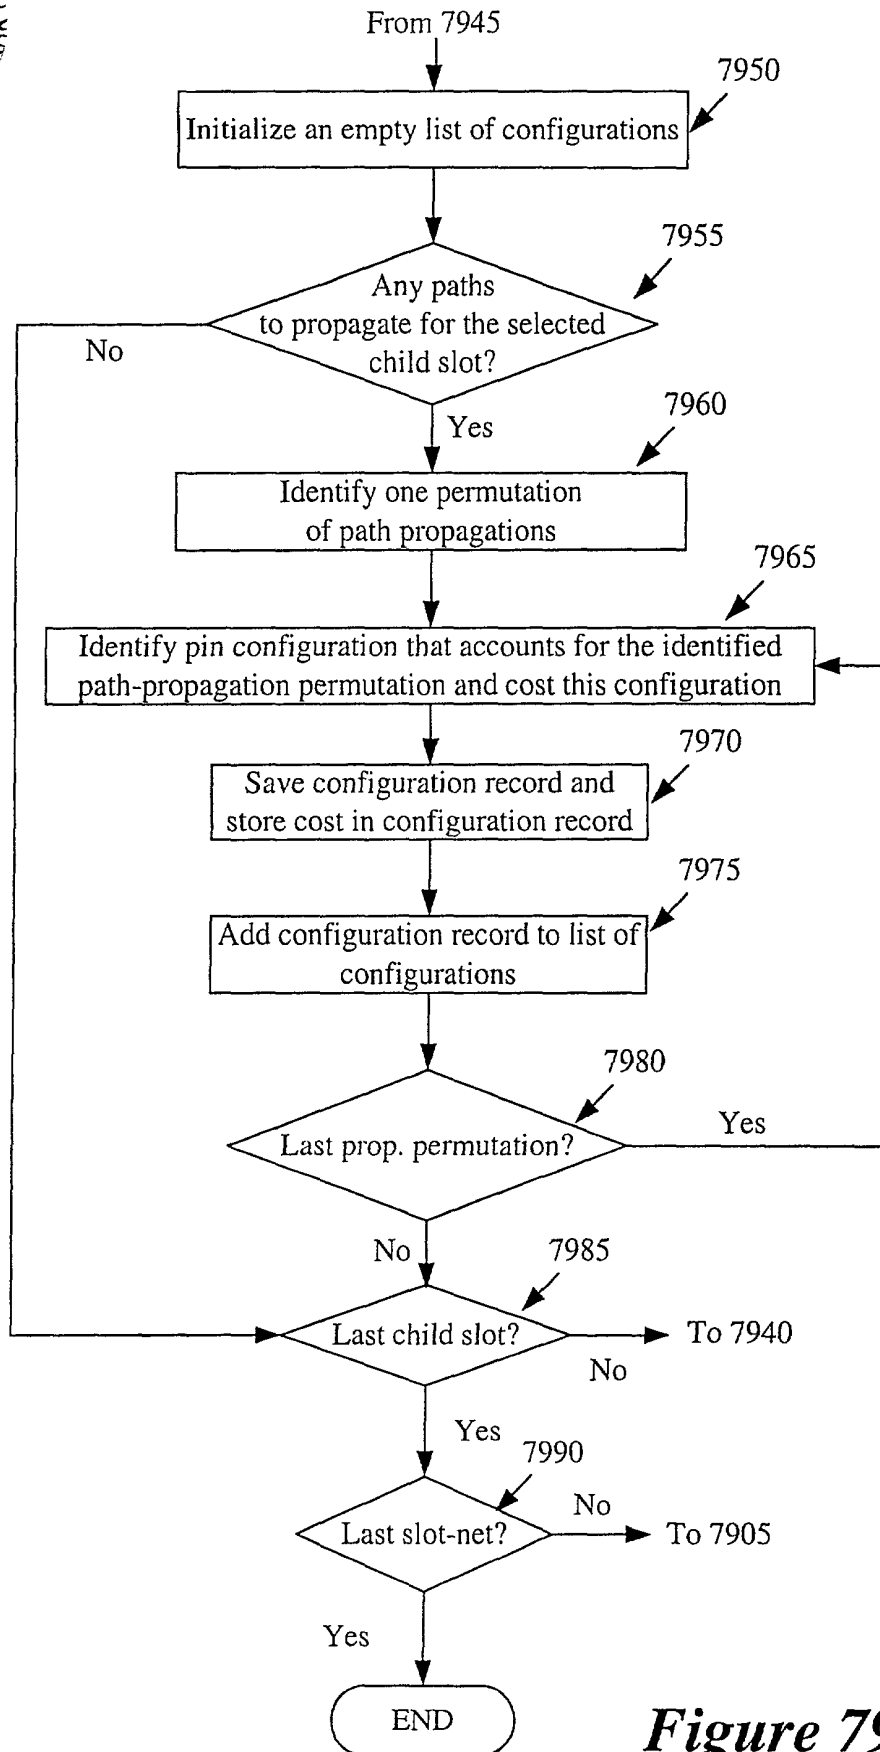 From 7945
7950
Initialize an empty list of configurations
7955
Any paths
to propagate for the selected
child slot?
No
Yes
7960
Identify one permutation
of path propagations
7965
Identify pin configuration that accounts for the identified
path-propagation permutation and cost this configuration
7970
Save configuration record and
store cost in configuration record
7975
Add configuration record to list of
configurations
7980
Last prop. permutation?
Yes
No
7985
Last child slot?
To 7940
No
Yes
7990
Last slot-net?
No
To 7905
Yes
END
Figure 79